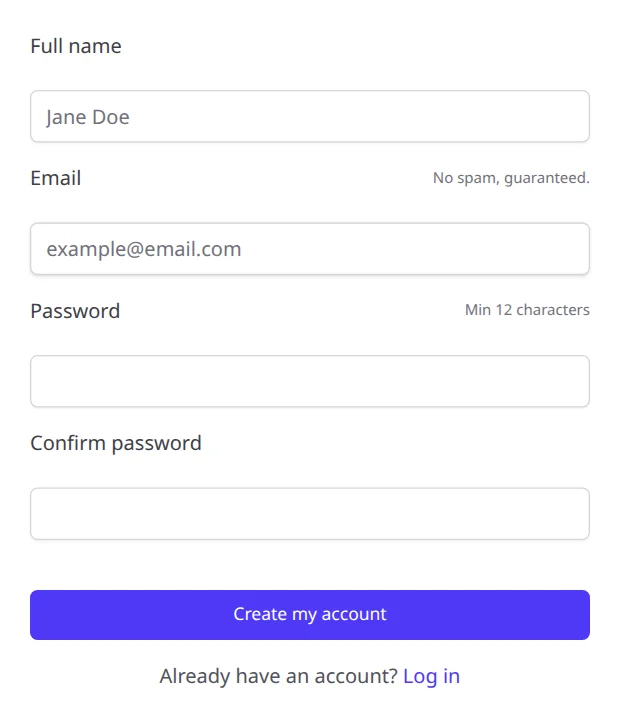 Full name
Jane Doe
Email No spam, guaranteed.
example@email.com
Password Min 12 characters
Confirm password
Create my account
Already have an account? Log in